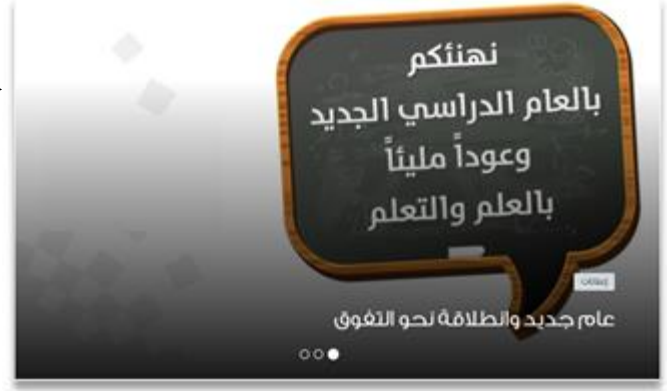 نهنئكم
بالعام الدراسي الجديد
وعوداً مليئاً
بالعلم والتعلم
عام جديد وانطلاقة نحو التفوق